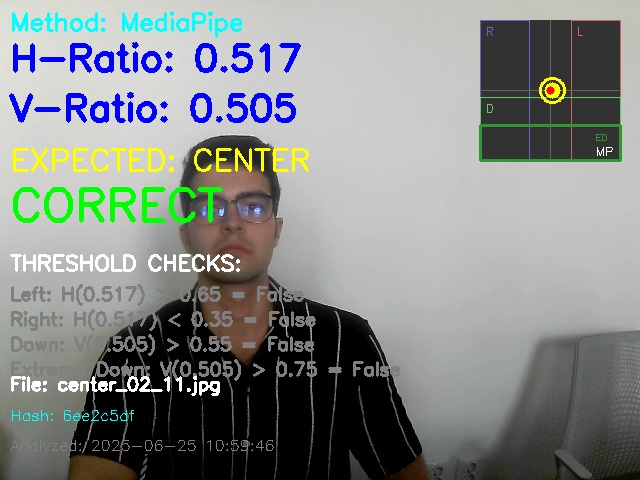 Method: MediaPipe
H-Ratio: 0.517
V-Ratio: 0.505
EXPECTED: CENTER
CORRECT
THRESHOLD CHECKS:
Left: H(0.517) > 0.65 = False
Right: H(0.517) < 0.35 = False
Down: V(0.505) > 0.55 = False
Extreme Down: V(0.505) > 0.75 = False
File: center_02_11.jpg
Hash: 6ee2c5df
Analyzed: 2025-06-25 10:59:46
R L
D
ED
MP